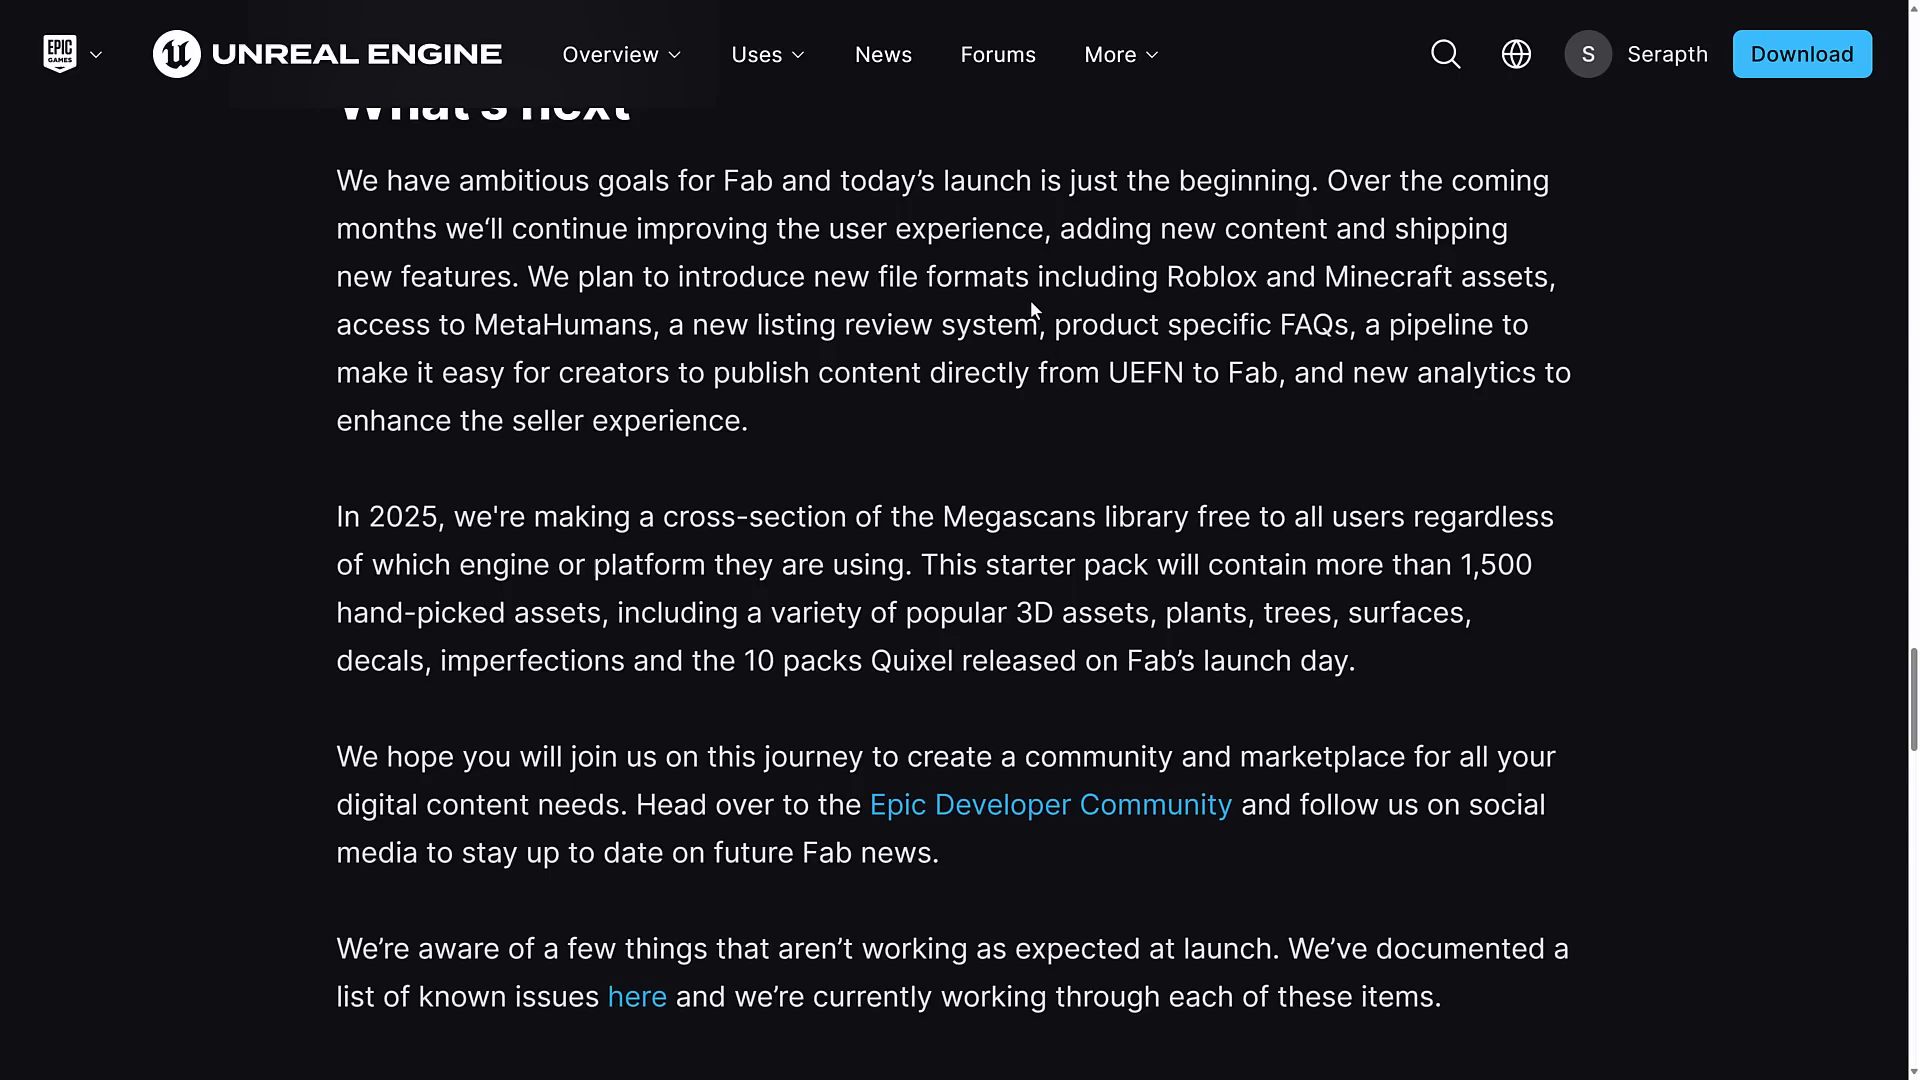 EPIC GAMES
UNREAL ENGINE
Overview
Uses
News
Forums
More
S
Serapth
Download
What's next
We have ambitious goals for Fab and today’s launch is just the beginning. Over the coming
months we‘ll continue improving the user experience, adding new content and shipping
new features. We plan to introduce new file formats including Roblox and Minecraft assets,
access to MetaHumans, a new listing review system, product specific FAQs, a pipeline to
make it easy for creators to publish content directly from UEFN to Fab, and new analytics to
enhance the seller experience.
In 2025, we're making a cross-section of the Megascans library free to all users regardless
of which engine or platform they are using. This starter pack will contain more than 1,500
hand-picked assets, including a variety of popular 3D assets, plants, trees, surfaces,
decals, imperfections and the 10 packs Quixel released on Fab’s launch day.
We hope you will join us on this journey to create a community and marketplace for all your
digital content needs. Head over to the Epic Developer Community and follow us on social
media to stay up to date on future Fab news.
We’re aware of a few things that aren’t working as expected at launch. We’ve documented a
list of known issues here and we’re currently working through each of these items.